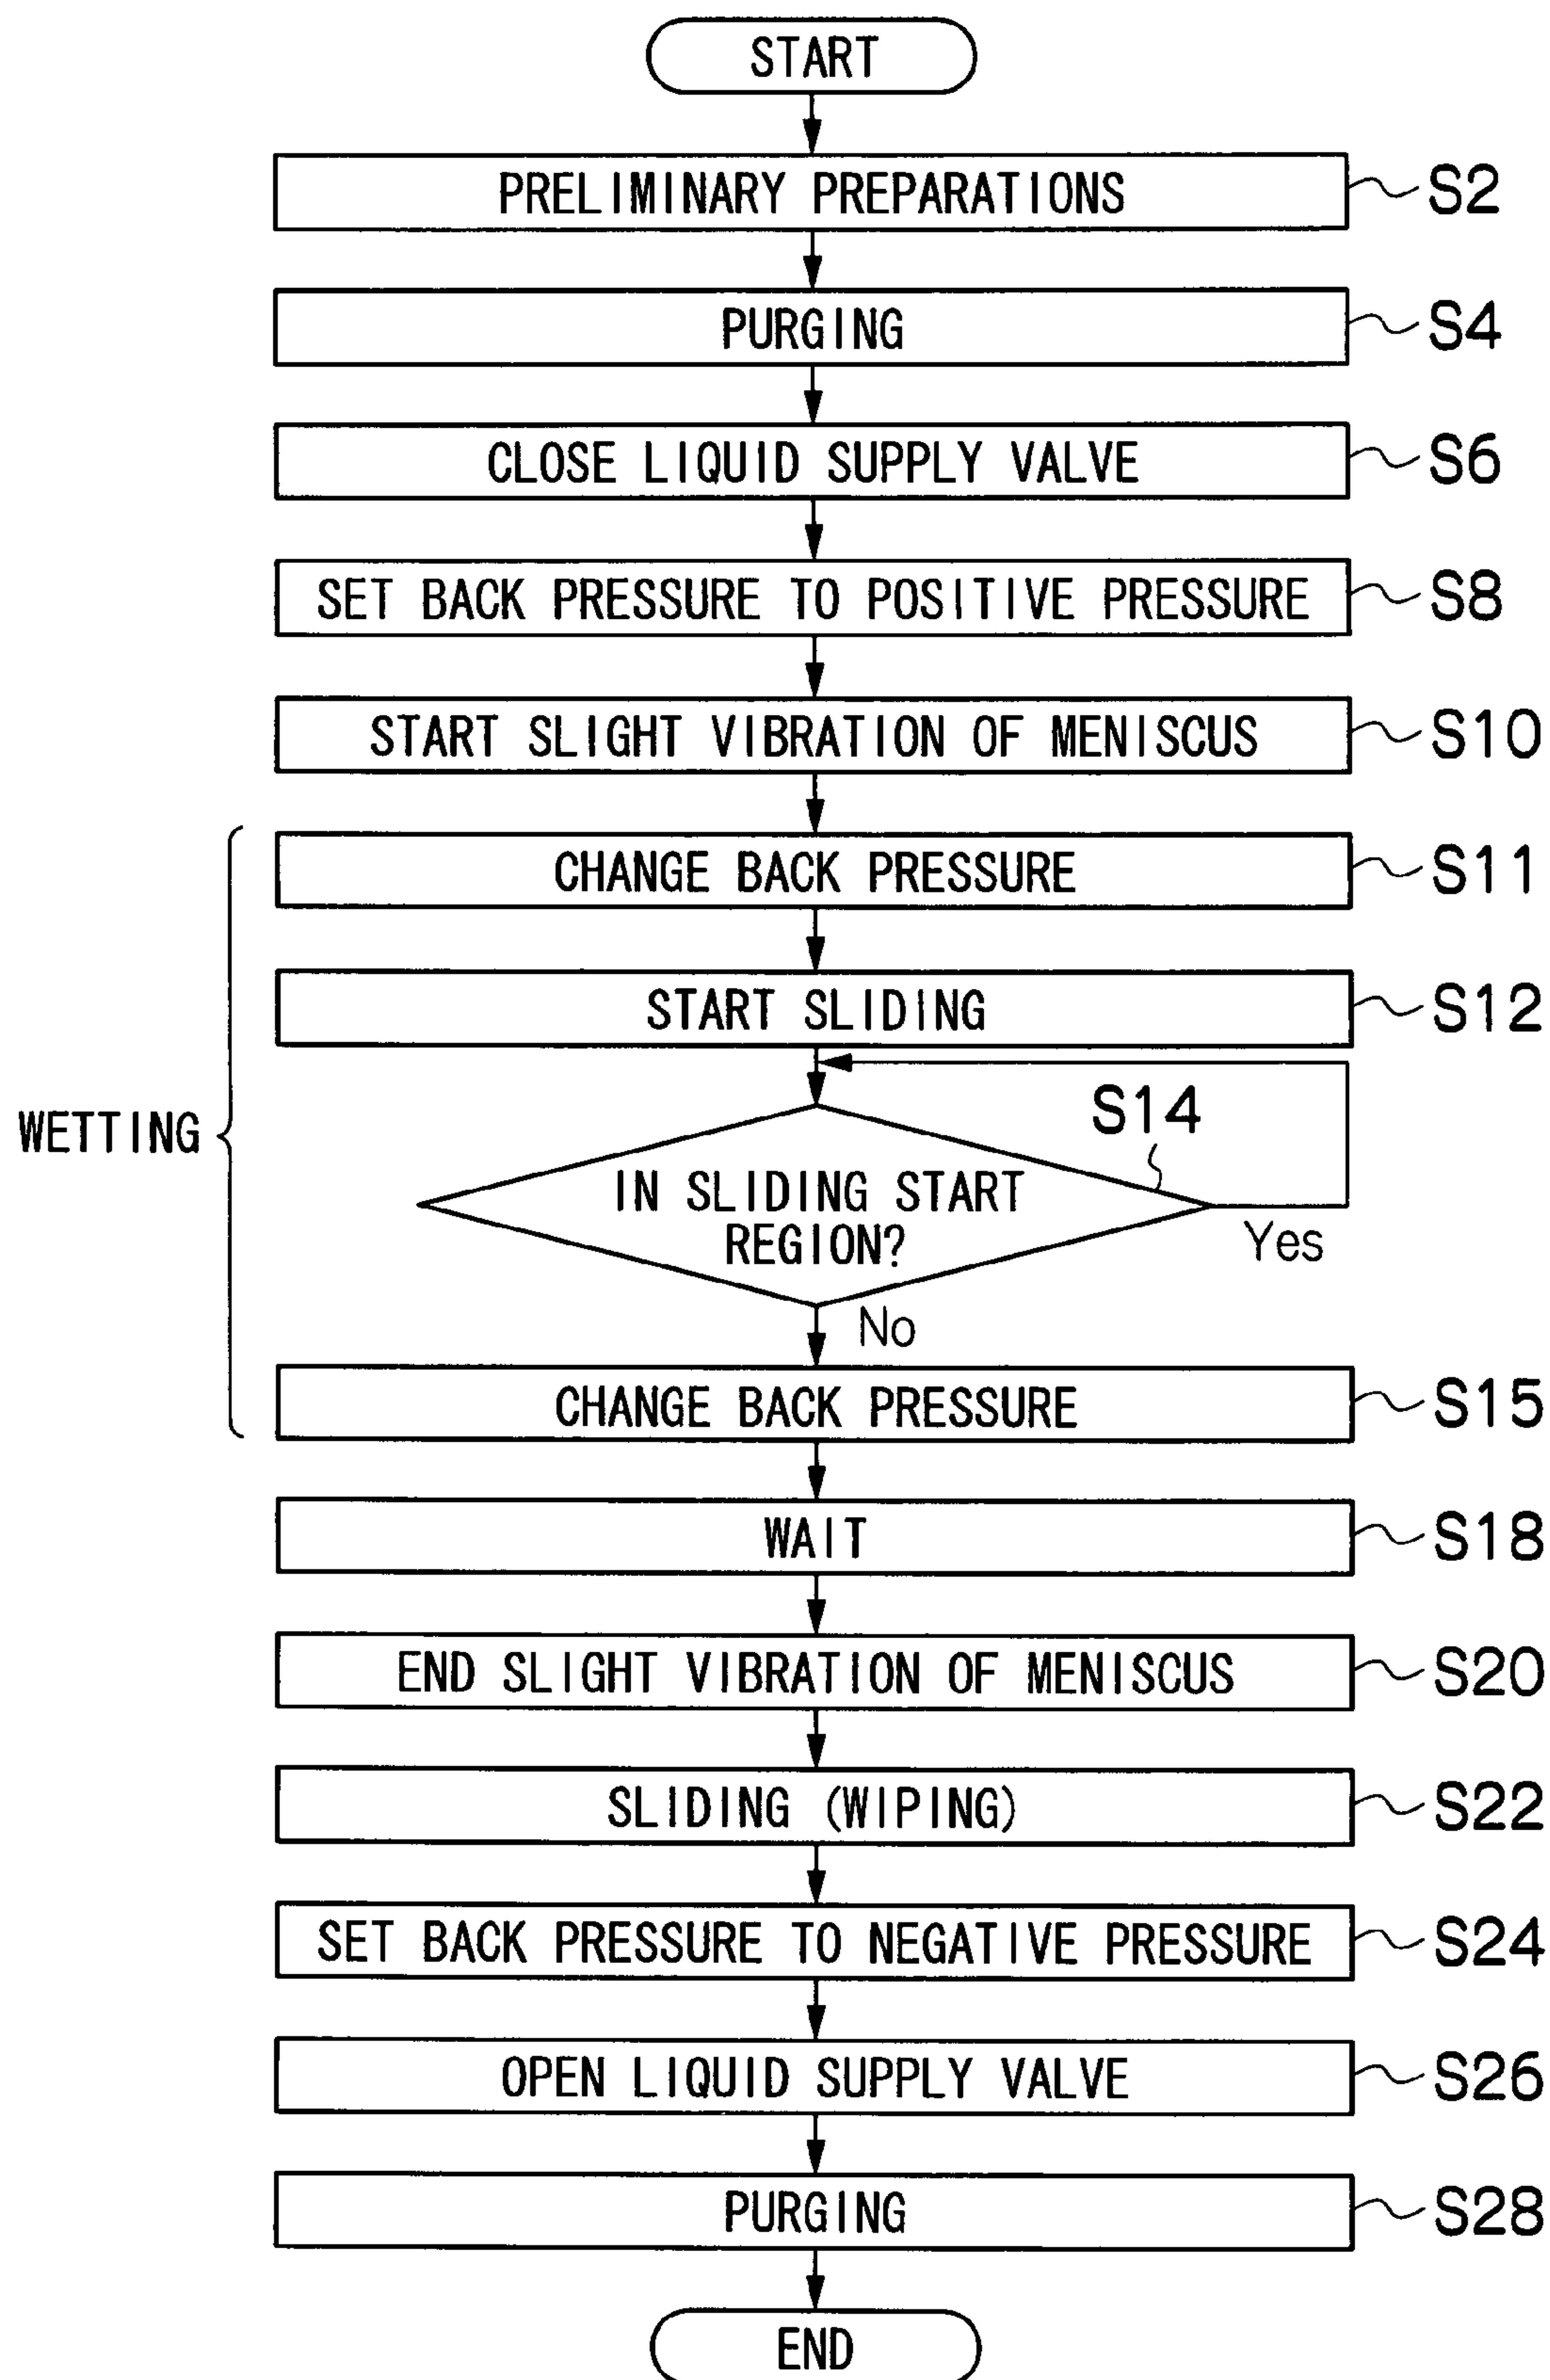 START
PRELIMINARY PREPARATIONS S2
PURGING S4
CLOSE LIQUID SUPPLY VALVE S6
SET BACK PRESSURE TO POSITIVE PRESSURE S8
START SLIGHT VIBRATION OF MENISCUS S10
CHANGE BACK PRESSURE S11
START SLIDING S12
WETTING
S14
IN SLIDING START
REGION?
Yes
No
CHANGE BACK PRESSURE S15
WAIT S18
END SLIGHT VIBRATION OF MENISCUS S20
SLIDING (WIPING) S22
SET BACK PRESSURE TO NEGATIVE PRESSURE S24
OPEN LIQUID SUPPLY VALVE S26
PURGING S28
END